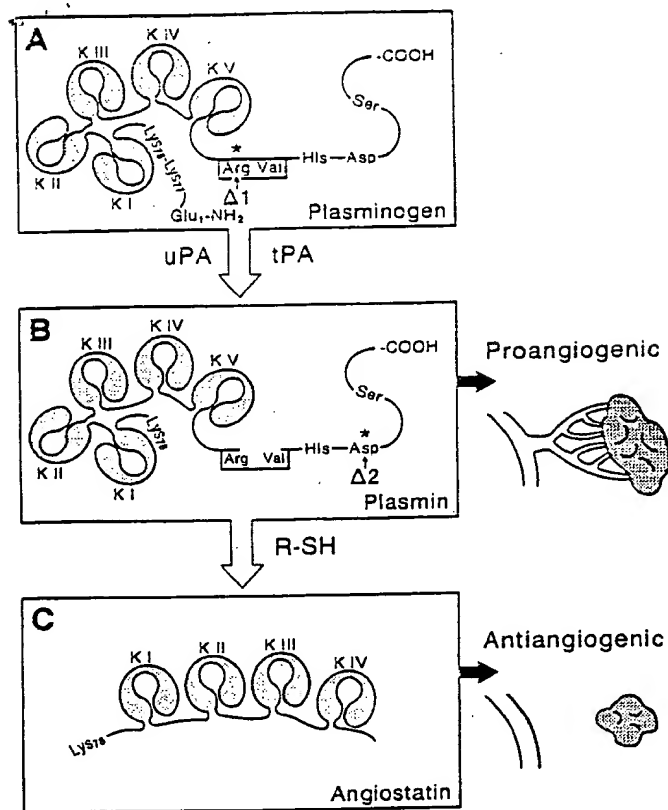 A
K III
K IV
K V
K II
K I
Lys78-Lys77
Glu1-NH2
*
Arg Val
Δ1
His-Asp
Ser
-COOH
Plasminogen
uPA tPA
B
K III
K IV
K V
K II
K I
Lys78
Arg Val
*
His-Asp
Δ2
Ser
-COOH
Plasmin
Proangiogenic
R-SH
C
K I
K II
K III
K IV
Lys78
Angiostatin
Antiangiogenic